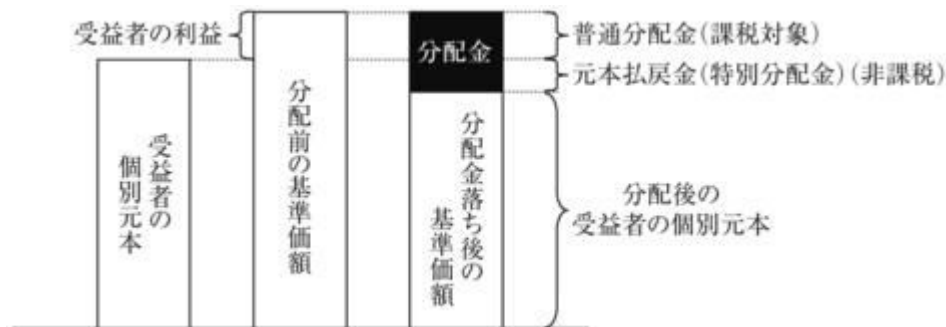 受益者の利益
分配金
普通分配金(課税対象)
元本払戻金(特別分配金)(非課税)
受益者の
個別元本
分配前の基準価額
分配金落ち後の
基準価額
分配後の
受益者の個別元本